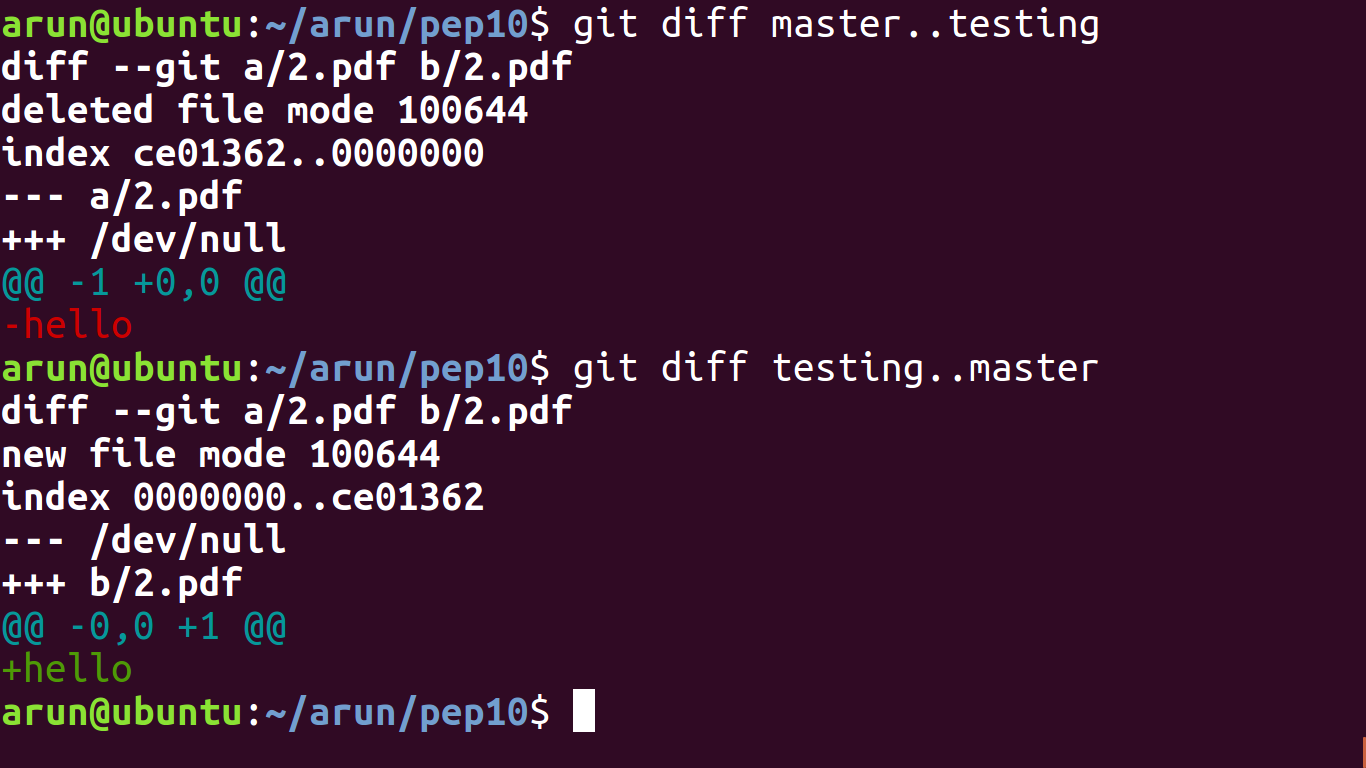 arun@ubuntu:~/arun/pep10$ git diff master..testing
diff --git a/2.pdf b/2.pdf
deleted file mode 100644
index ce01362..0000000
--- a/2.pdf
+++ /dev/null
@@ -1 +0,0 @@
-hello
arun@ubuntu:~/arun/pep10$ git diff testing..master
diff --git a/2.pdf b/2.pdf
new file mode 100644
index 0000000..ce01362
--- /dev/null
+++ b/2.pdf
@@ -0,0 +1 @@
+hello
arun@ubuntu:~/arun/pep10$